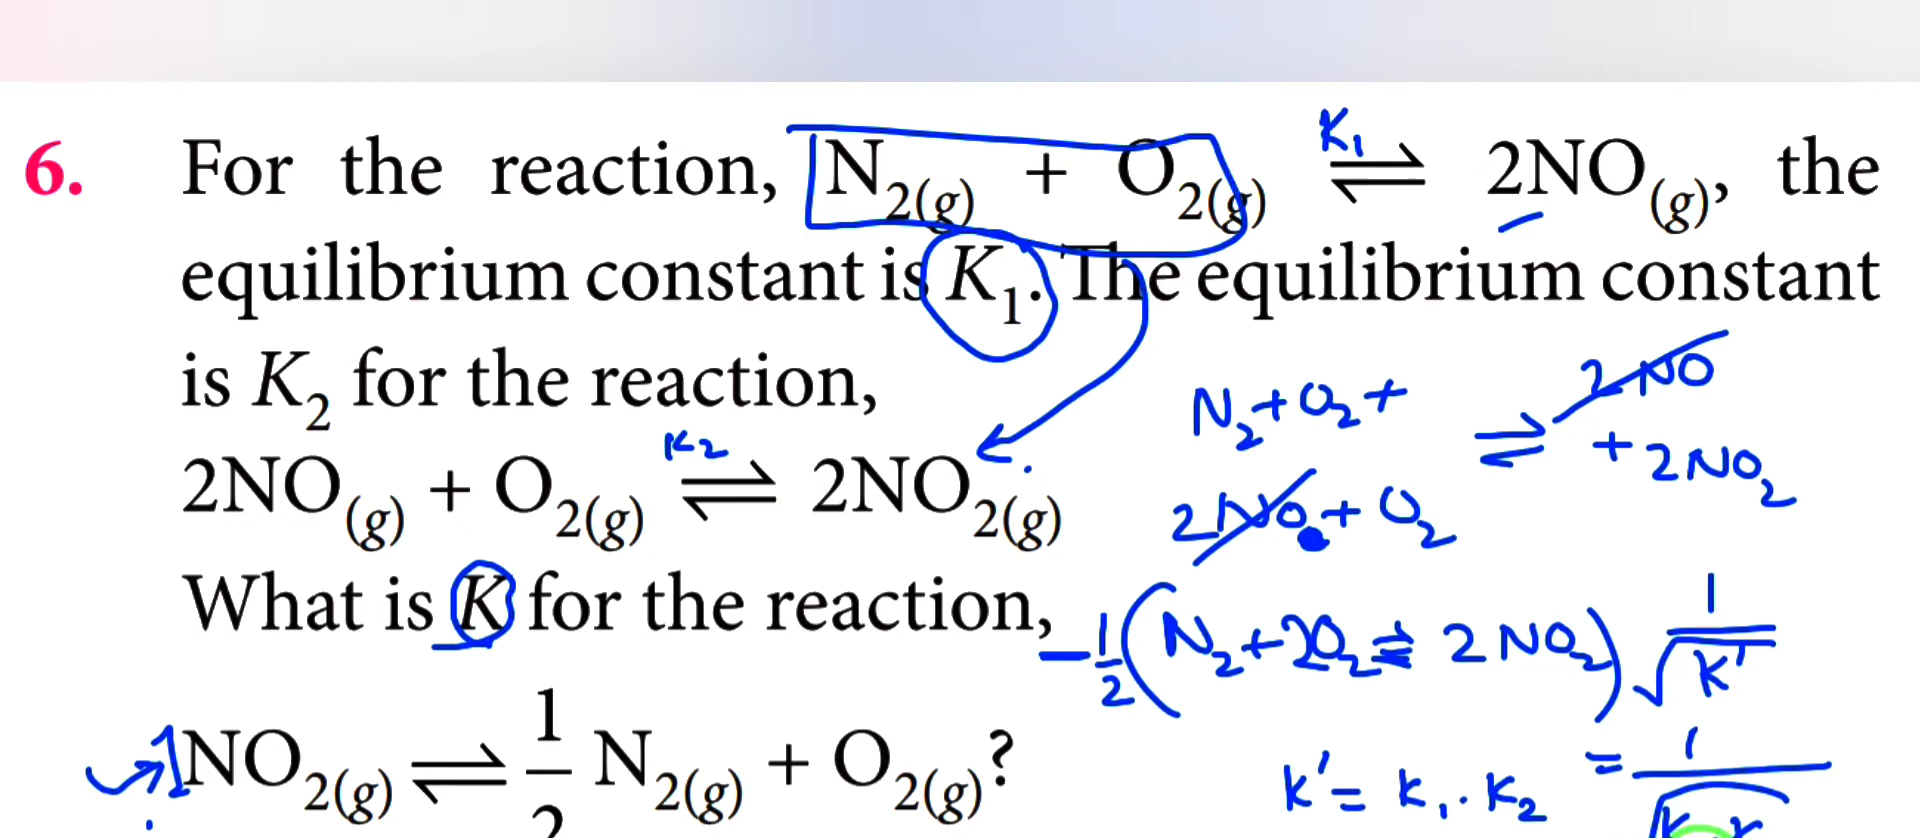 6. For the reaction, N2(g) + O2(g) ⇌ 2NO(g), the
K1
equilibrium constant is K1. The equilibrium constant
is K2 for the reaction,
2NO(g) + O2(g) ⇌ 2NO2(g)
K2
What is K for the reaction,
1NO2(g) ⇌ 1/2 N2(g) + O2(g)?
N2 + O2 + ⇌ 2NO
2NO + O2 + 2NO2
-1/2 (N2 + 2O2 ⇌ 2NO2) 1/√K'
K' = K1 . K2 = 1/√